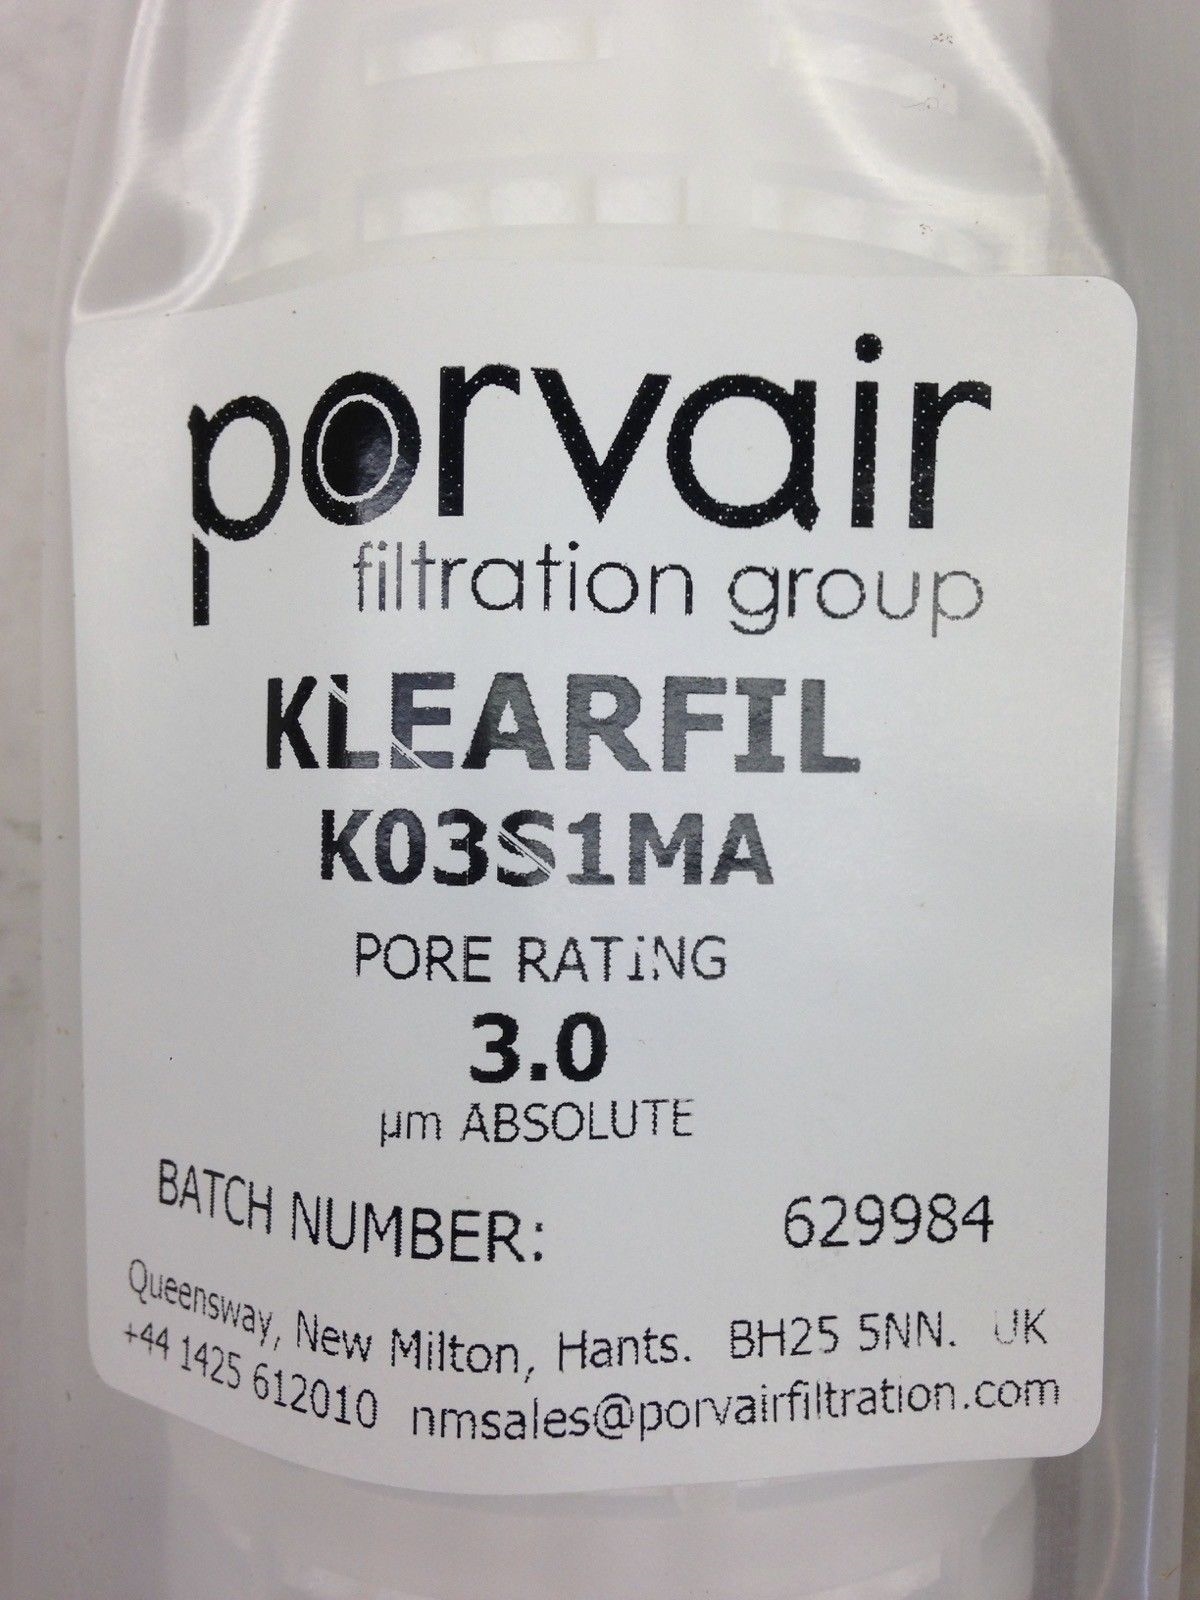 porvair
filtration group
KLEARFIL
K03S1MA
PORE RATING
3.0
µm ABSOLUTE
BATCH NUMBER: 629984
Queensway, New Milton, Hants. BH25 5NN. UK
+44 1425 612010 nmsales@porvairfiltration.com